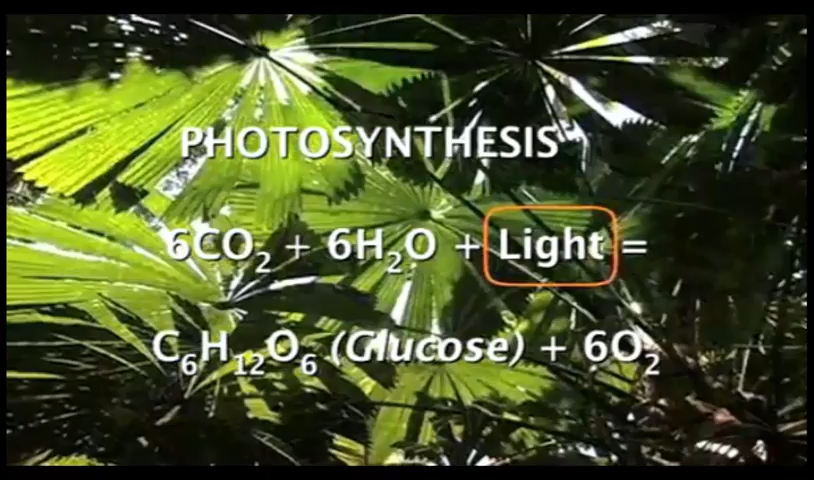 PHOTOSYNTHESIS
6CO₂ + 6H₂O + Light =
C₆H₁₂O₆ (Glucose) + 6O₂